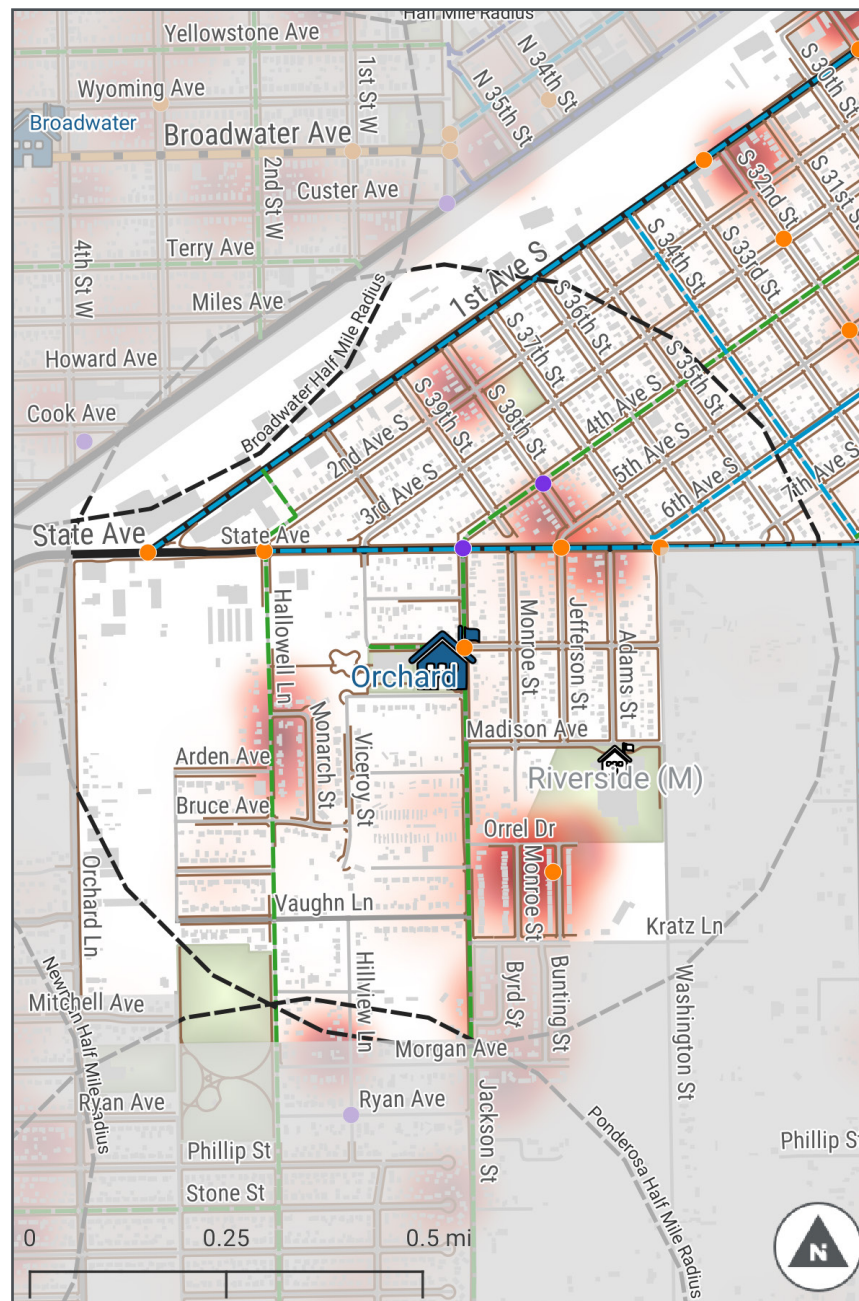 Half Mile Radius
Yellowstone Ave
1st St W
N 34th St
N 35th St
S 30th St
Wyoming Ave
Broadwater
Broadwater Ave
S 31st St
S 32nd St
2nd St W
Custer Ave
4th St W
Terry Ave
S 33rd St
S 34th St
Miles Ave
1st Ave S
S 36th St
Broadwater Half Mile Radius
S 37th St
S 35th St
Howard Ave
S 39th St
S 38th St
4th Ave S
Cook Ave
2nd Ave S
5th Ave S
3rd Ave S
6th Ave S
7th Ave S
State Ave
State Ave
Hallowell Ln
Monroe St
Jefferson St
Adams St
Orchard
Monarch St
Viceroy St
Madison Ave
Arden Ave
Riverside (M)
Bruce Ave
Orrel Dr
Orchard Ln
Monroe St
Vaughn Ln
Kratz Ln
Newman Half Mile Radius
Hillview Ln
Byrd St
Bunting St
Washington St
Mitchell Ave
Morgan Ave
Ryan Ave
Ryan Ave
Jackson St
Ponderosa Half Mile Radius
Phillip St
Phillip St
Stone St
0
0.25
0.5 mi
N